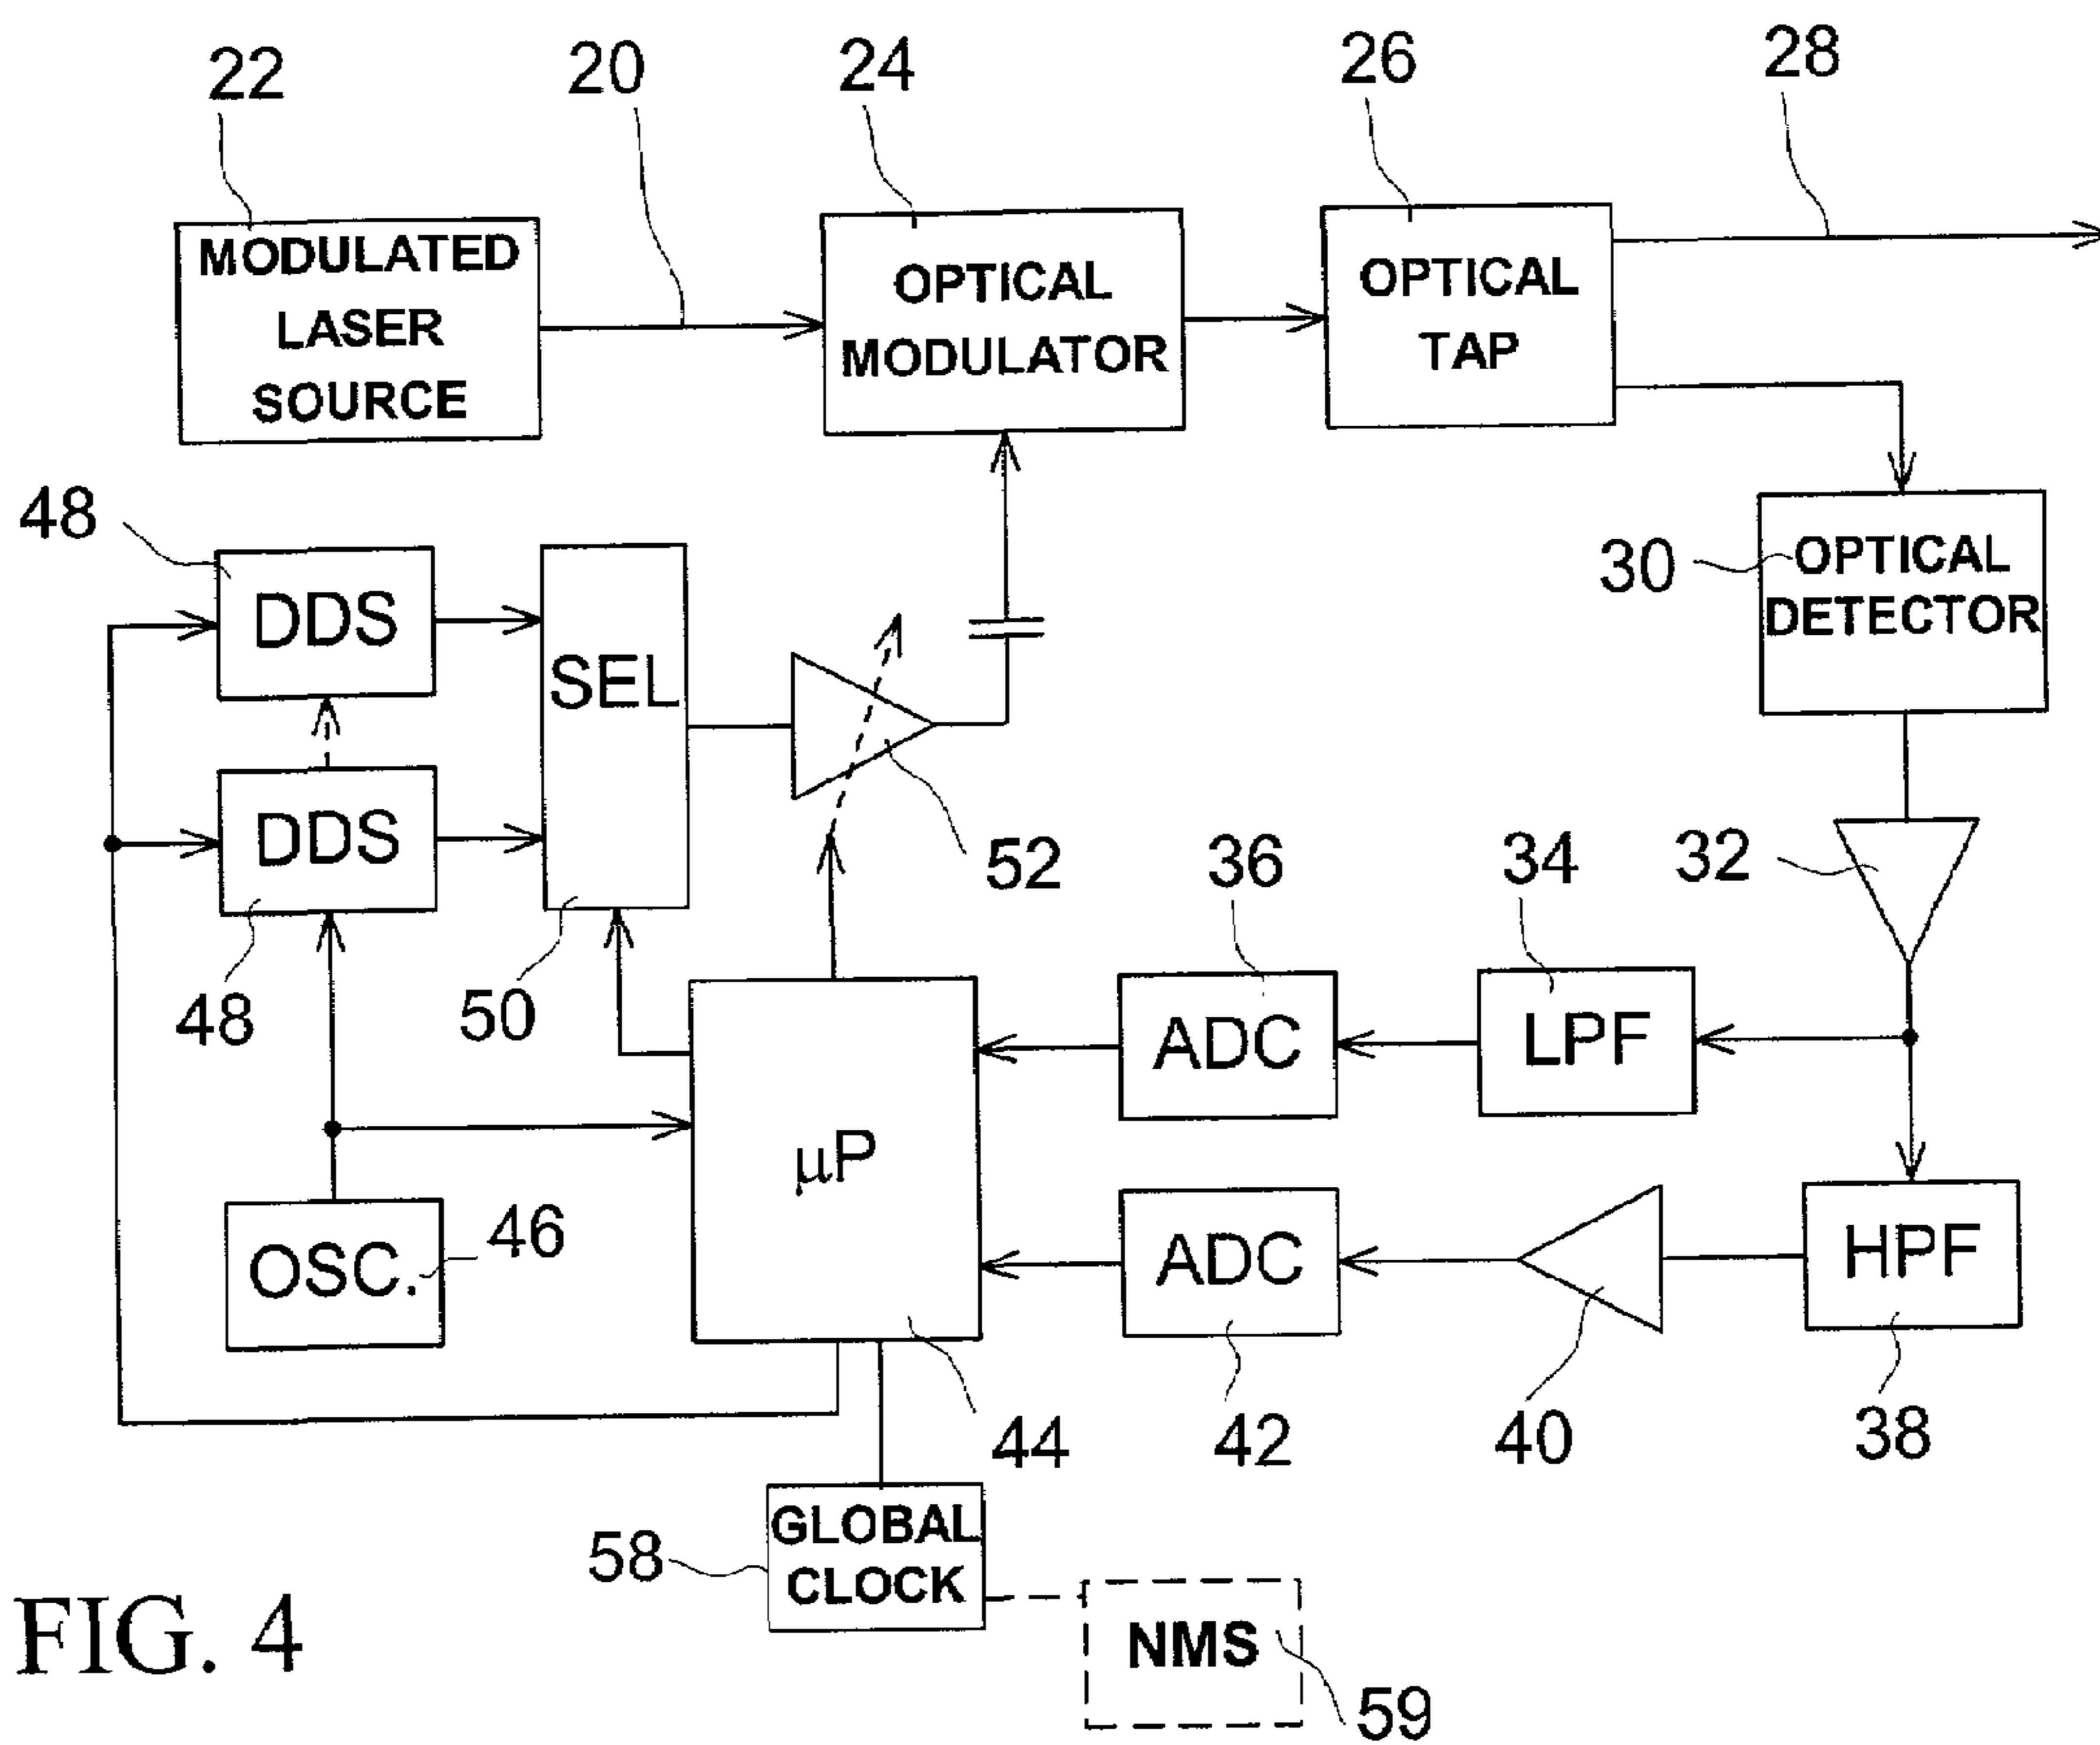 22
20
24
26
28
MODULATED
LASER
SOURCE
OPTICAL
MODULATOR
OPTICAL
TAP
48
DDS
SEL
30
OPTICAL
DETECTOR
DDS
52
36
34
32
48
50
ADC
LPF
µP
OSC.
46
ADC
HPF
44
42
40
38
58
GLOBAL
CLOCK
NMS
59
FIG. 4